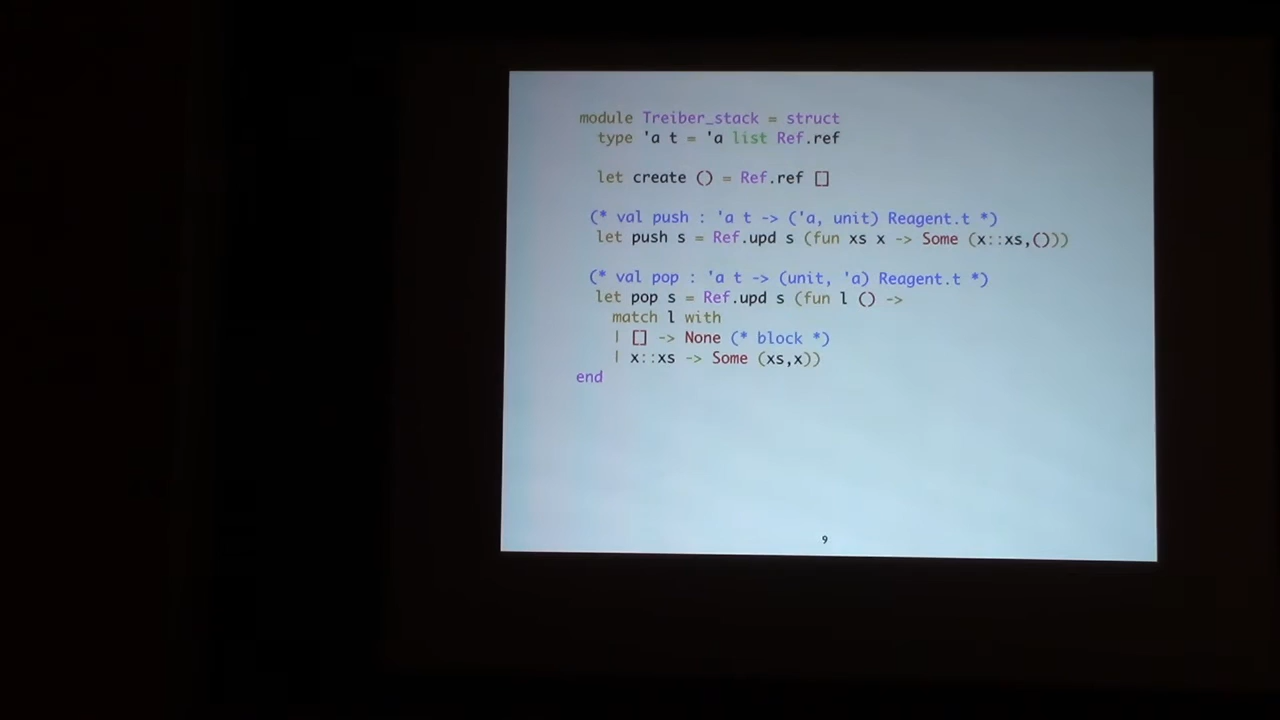 module Treiber_stack = struct
type 'a t = 'a list Ref.ref
let create () = Ref.ref []
(* val push : 'a t -> ('a, unit) Reagent.t *)
let push s = Ref.upd s (fun xs x -> Some (x::xs,()))
(* val pop : 'a t -> (unit, 'a) Reagent.t *)
let pop s = Ref.upd s (fun l () ->
match l with
| [] -> None (* block *)
| x::xs -> Some (xs,x))
end
9